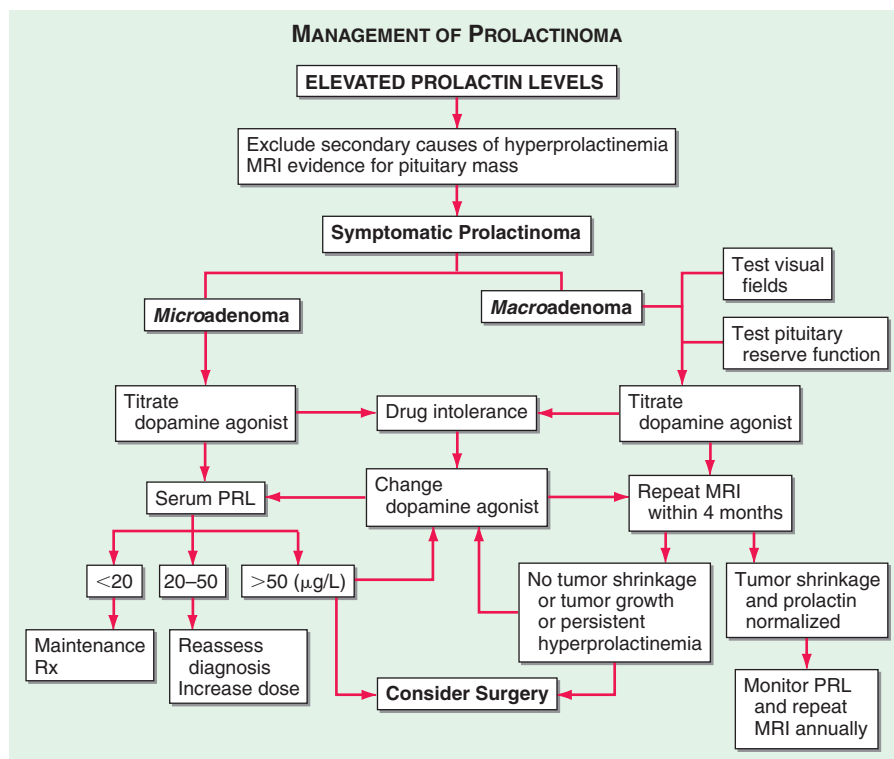 MANAGEMENT OF PROLACTINOMA
ELEVATED PROLACTIN LEVELS
Exclude secondary causes of hyperprolactinemia
MRI evidence for pituitary mass
Symptomatic Prolactinoma
Microadenoma
Macroadenoma
Test visual
fields
Test pituitary
reserve function
Titrate
dopamine agonist
Drug intolerance
Titrate
dopamine agonist
Serum PRL
Change
dopamine agonist
Repeat MRI
within 4 months
<20
20–50
>50 (μg/L)
No tumor shrinkage
or tumor growth
or persistent
hyperprolactinemia
Tumor shrinkage
and prolactin
normalized
Maintenance
Rx
Reassess
diagnosis
Increase dose
Consider Surgery
Monitor PRL
and repeat
MRI annually